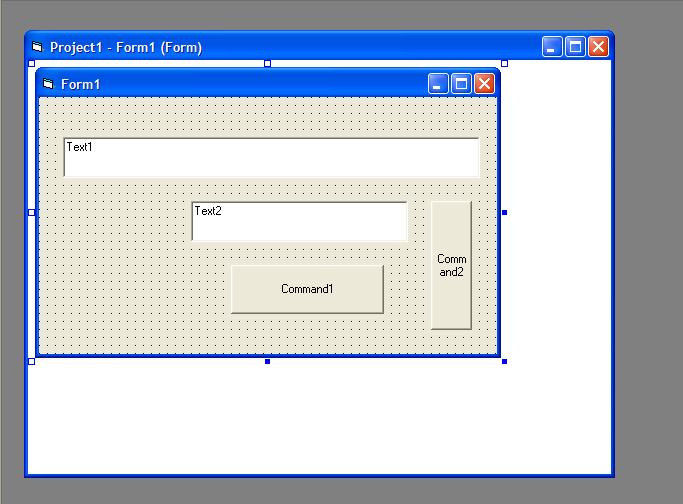 Project1 - Form1 (Form)
Form1
Text1
Text2
Comm
and2
Command1